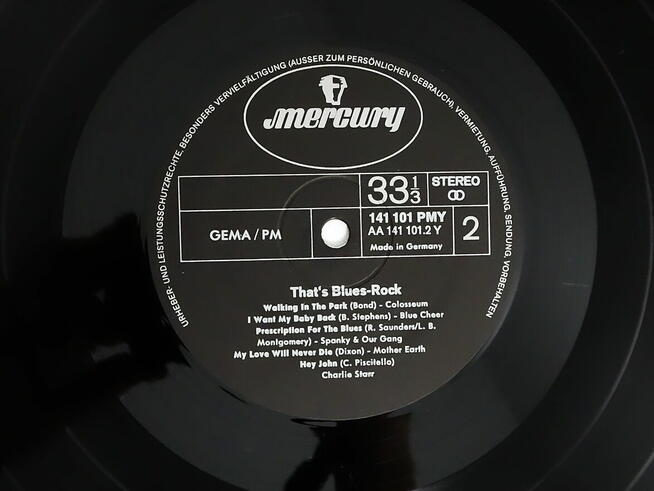 URHEBER- UND LEISTUNGSSCHUTZRECHTE, BESONDERS VERVIELFÄLTIGUNG (AUSSER ZUM PERSÖNLICHEN GEBRAUCH), VERMIETUNG, AUFFÜHRUNG, SENDUNG, VORBEHALTEN
mercury
33 1/3
STEREO
GEMA / PM
141 101 PMY
AA 141 101.2 Y
Made in Germany
2
That's Blues-Rock
Walking In The Park (Bond) - Colosseum
I Want My Baby Back (B. Stephens) - Blue Cheer
Prescription For The Blues (R. Saunders/L. B.
Montgomery) - Spanky & Our Gang
My Love Will Never Die (Dixon) - Mother Earth
Hey John (C. Piscitello)
Charlie Starr